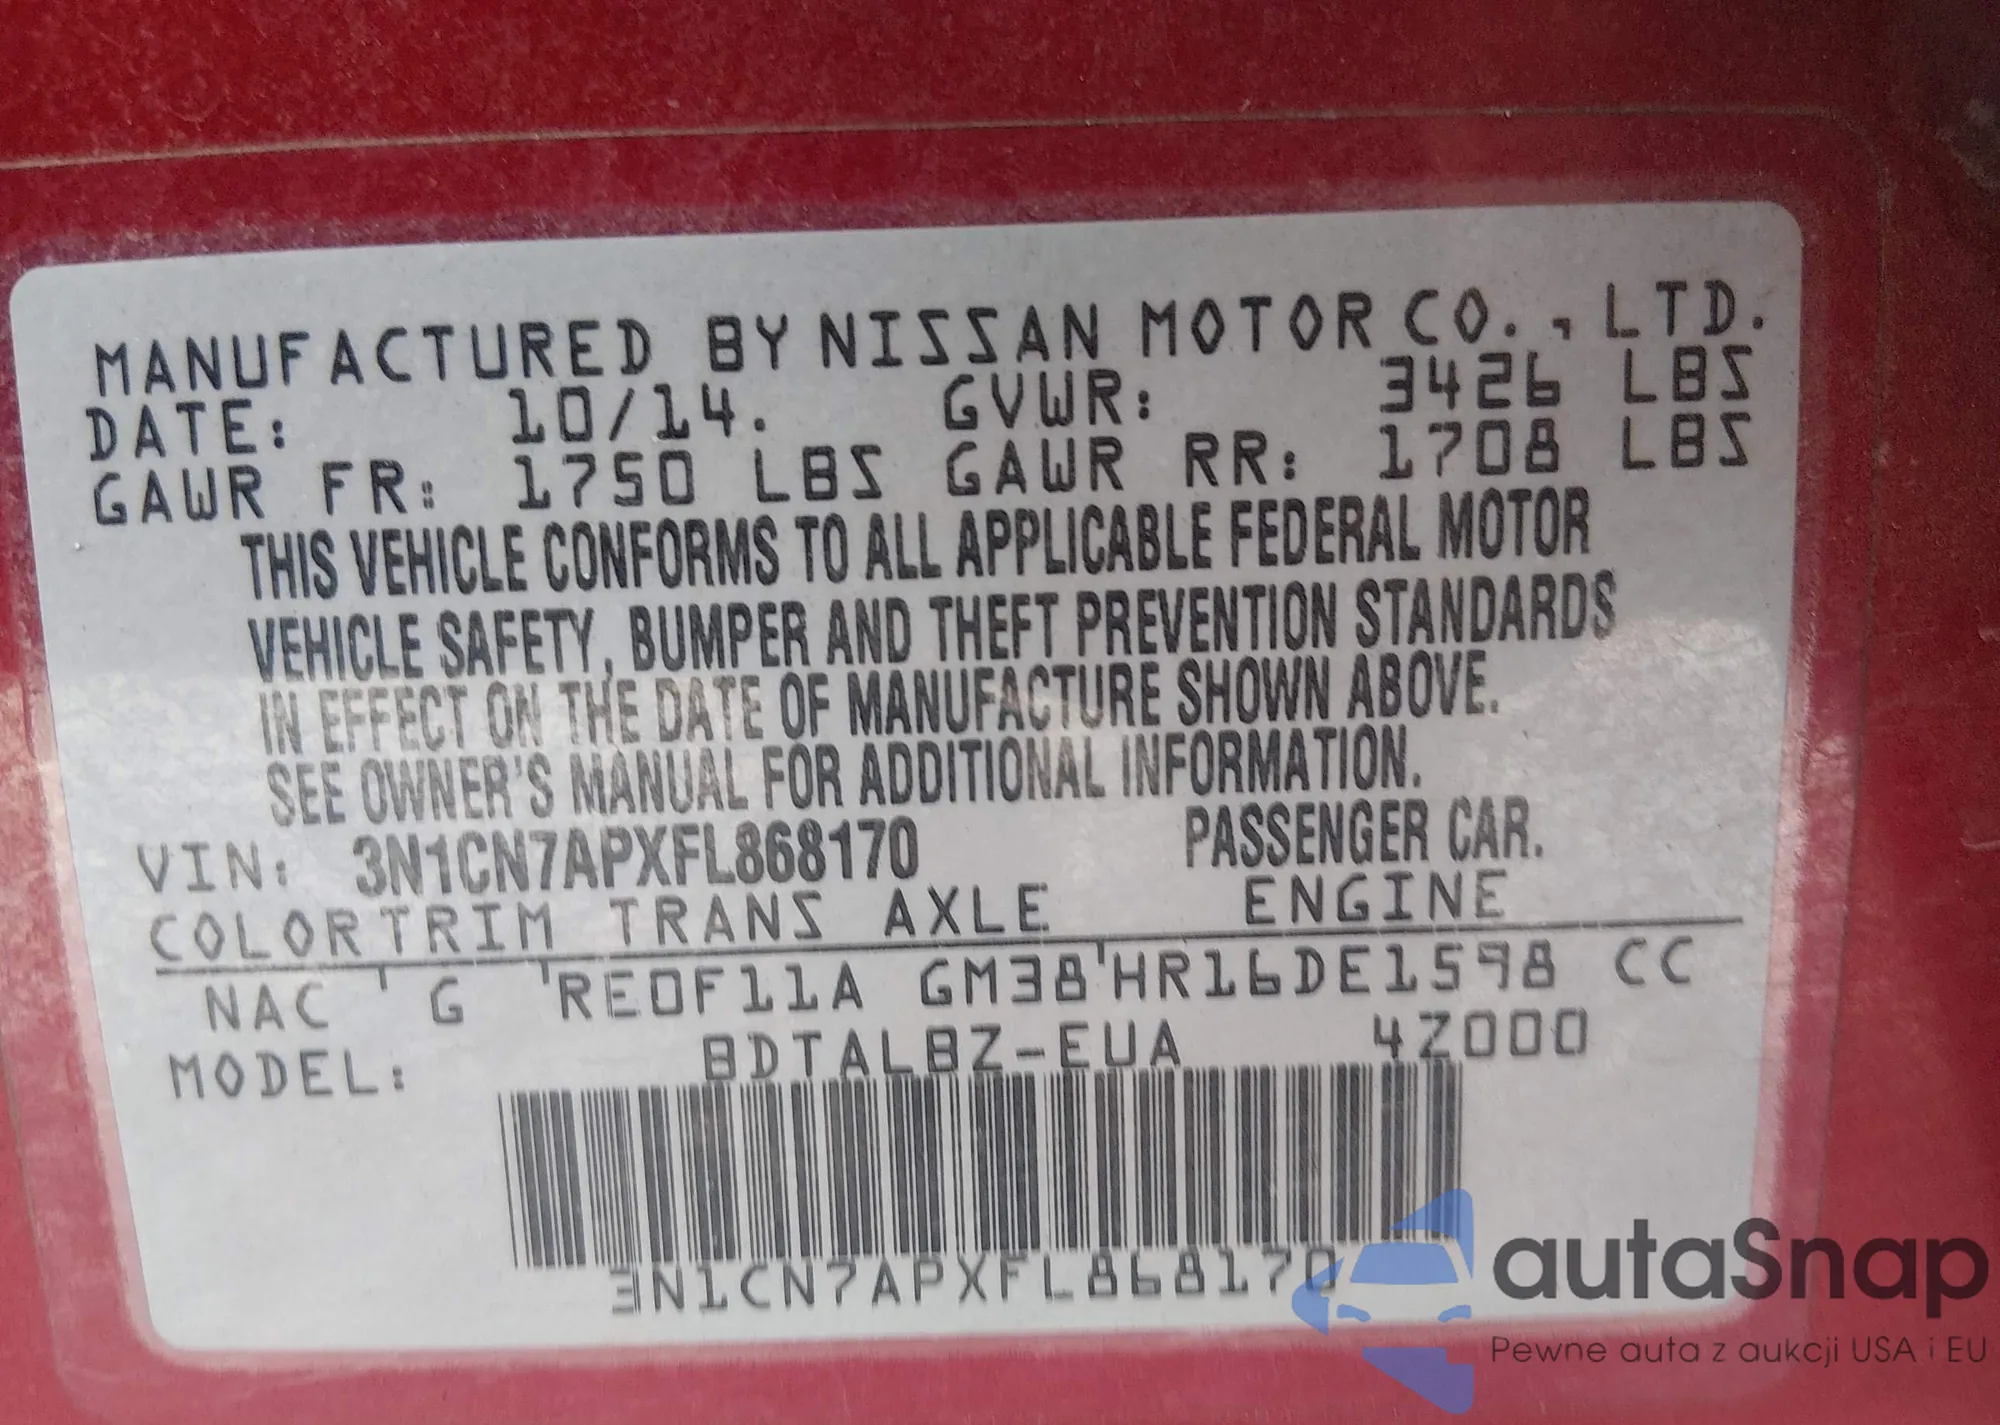 MANUFACTURED BY NISSAN MOTOR CO., LTD.
DATE: 10/14. GVWR: 3426 LBS
GAWR FR: 1750 LBS GAWR RR: 1708 LBS
THIS VEHICLE CONFORMS TO ALL APPLICABLE FEDERAL MOTOR
VEHICLE SAFETY, BUMPER AND THEFT PREVENTION STANDARDS
IN EFFECT ON THE DATE OF MANUFACTURE SHOWN ABOVE.
SEE OWNER'S MANUAL FOR ADDITIONAL INFORMATION.
VIN: 3N1CN7APXFL868170 PASSENGER CAR.
COLOR TRIM TRANS AXLE ENGINE
NAC G RE0F11A GM38 HR16DE1598 CC
MODEL: BDTALBZ-EUA 4Z000
3N1CN7APXFL868170
autaSnap
Pewne auta z aukcji USA i EU